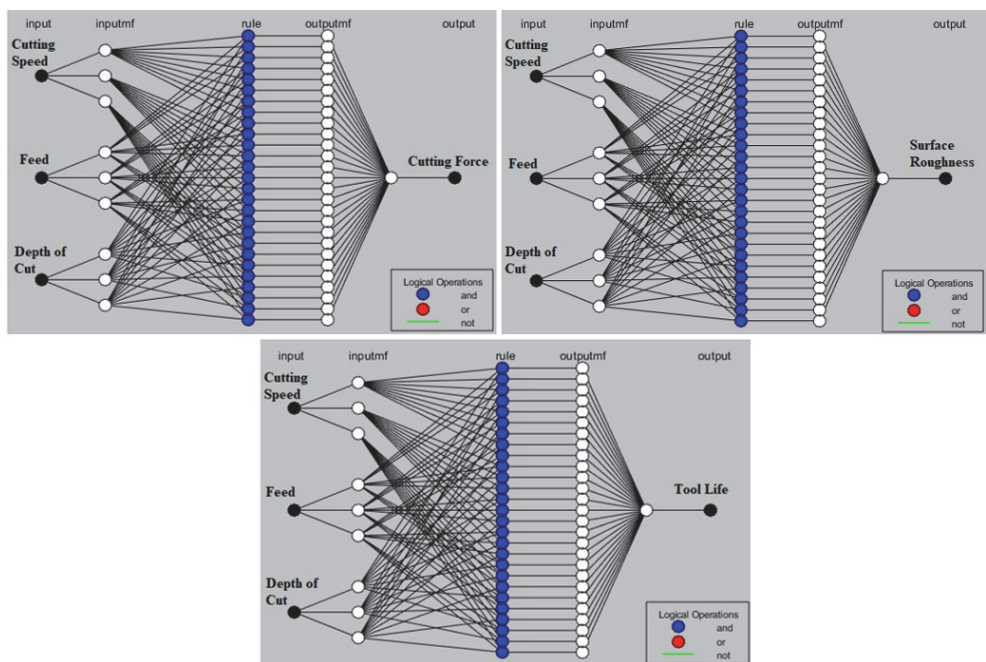 input inputmf rule outputmf output
Cutting
Speed
Feed
Cutting Force
Depth of
Cut
Logical Operations
and
or
not
input inputmf rule outputmf output
Cutting
Speed
Feed
Surface
Roughness
Depth of
Cut
Logical Operations
and
or
not
input inputmf rule outputmf output
Cutting
Speed
Feed
Tool Life
Depth of
Cut
Logical Operations
and
or
not